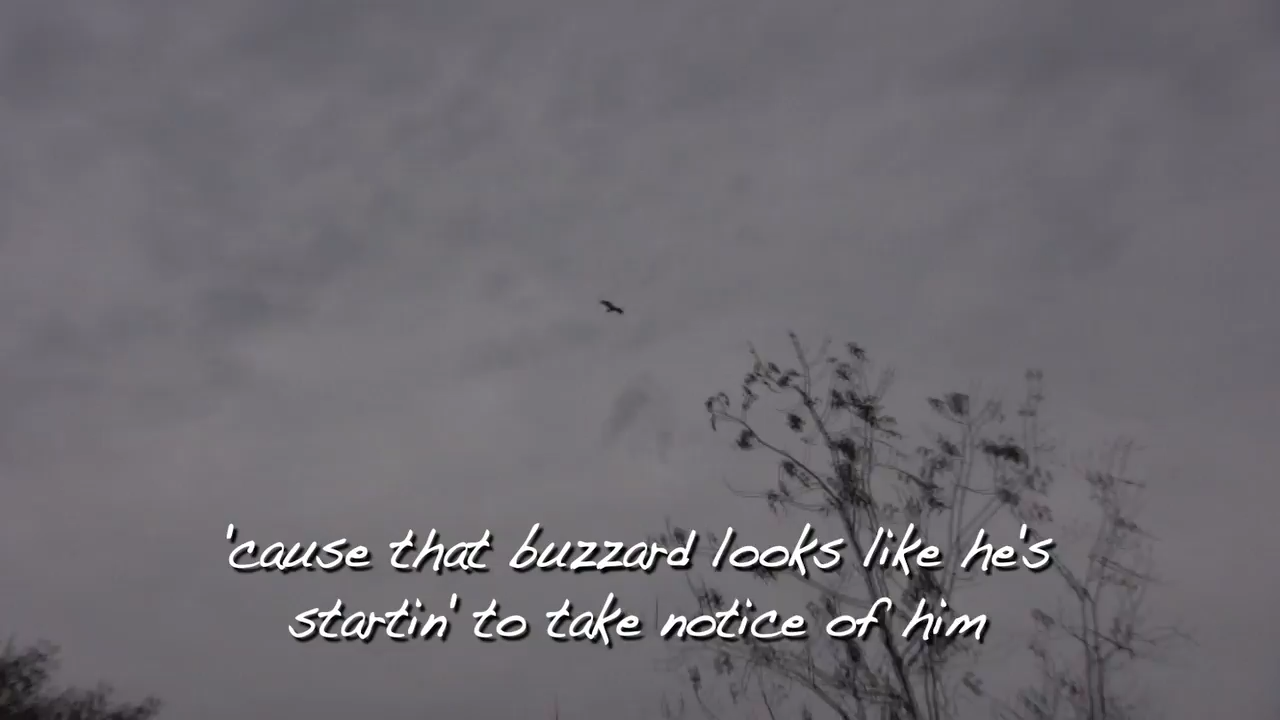 'cause that buzzard looks like he's
startin' to take notice of him